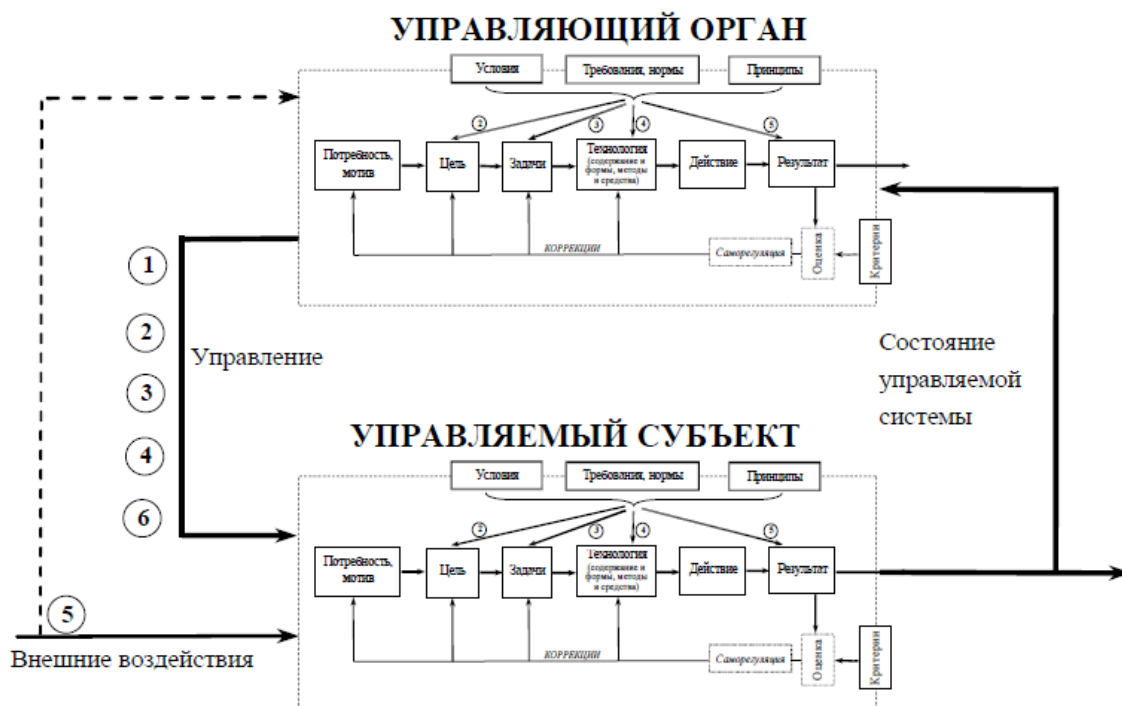 УПРАВЛЯЮЩИЙ ОРГАН
Условия
Требования, нормы
Принципы
2
3
4
5
Потребность,
мотив
Цель
Задачи
Технология
(содержание и
формы, методы
и средства)
Действие
Результат
КОРРЕКЦИИ
Саморегуляция
Оценка
Критерии
1
2
3
4
6
Управление
Состояние
управляемой
системы
УПРАВЛЯЕМЫЙ СУБЪЕКТ
Условия
Требования, нормы
Принципы
2
3
4
5
Потребность,
мотив
Цель
Задачи
Технология
(содержание и
формы, методы
и средства)
Действие
Результат
КОРРЕКЦИИ
Саморегуляция
Оценка
Критерии
5
Внешние воздействия